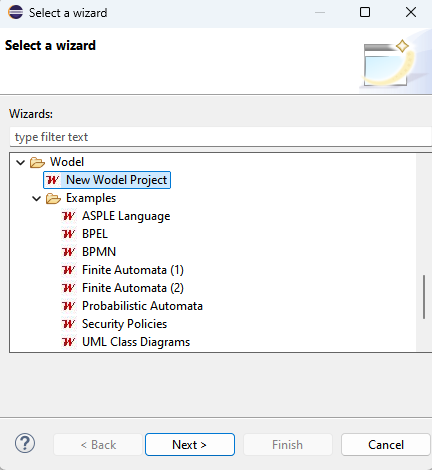 Select a wizard
Select a wizard
Wizards:
type filter text
Wodel
New Wodel Project
Examples
ASPLE Language
BPEL
BPMN
Finite Automata (1)
Finite Automata (2)
Probabilistic Automata
Security Policies
UML Class Diagrams
? < Back Next > Finish Cancel